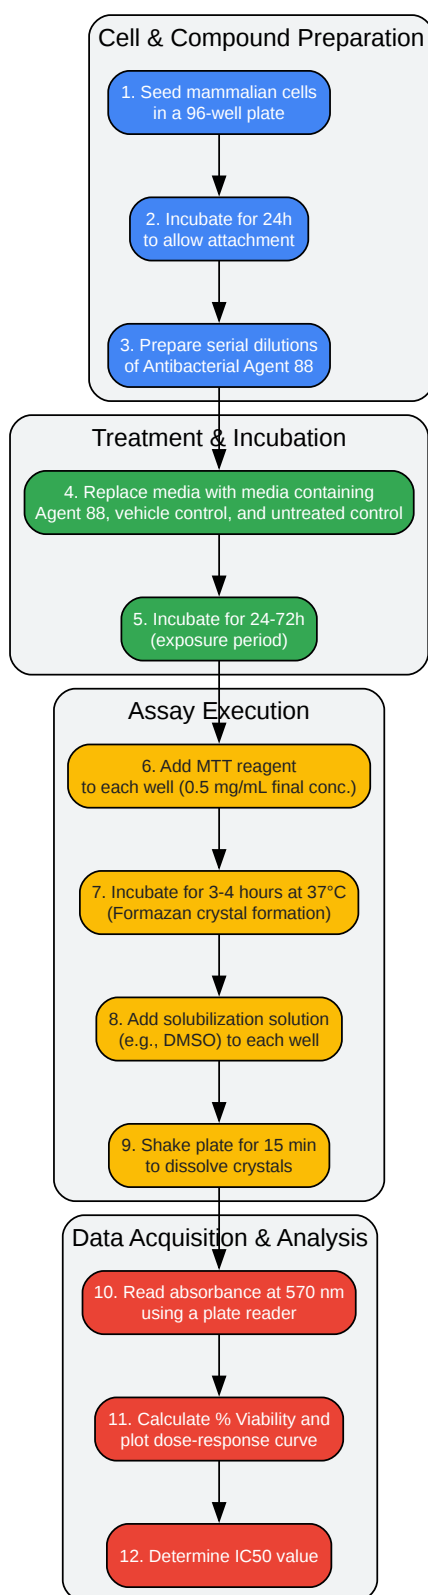 Cell & Compound Preparation
1. Seed mammalian cells
in a 96-well plate
2. Incubate for 24h
to allow attachment
3. Prepare serial dilutions
of Antibacterial Agent 88
Treatment & Incubation
4. Replace media with media containing
Agent 88, vehicle control, and untreated control
5. Incubate for 24-72h
(exposure period)
Assay Execution
6. Add MTT reagent
to each well (0.5 mg/mL final conc.)
7. Incubate for 3-4 hours at 37°C
(Formazan crystal formation)
8. Add solubilization solution
(e.g., DMSO) to each well
9. Shake plate for 15 min
to dissolve crystals
Data Acquisition & Analysis
10. Read absorbance at 570 nm
using a plate reader
11. Calculate % Viability and
plot dose-response curve
12. Determine IC50 value